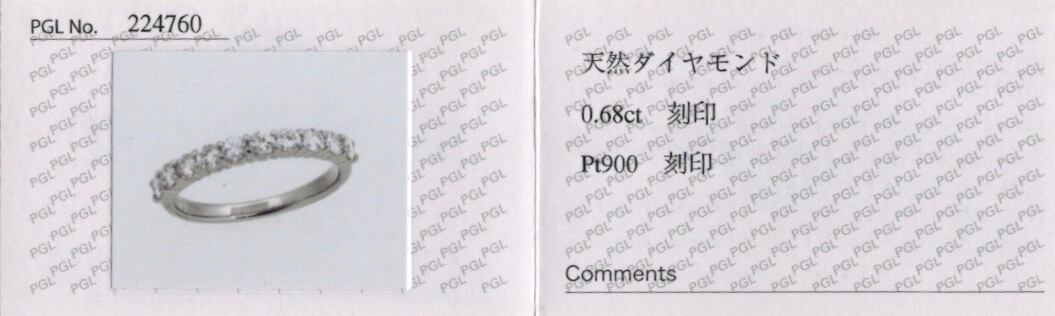 PGL No. 224760
天然ダイヤモンド
0.68ct 刻印
Pt900 刻印
Comments